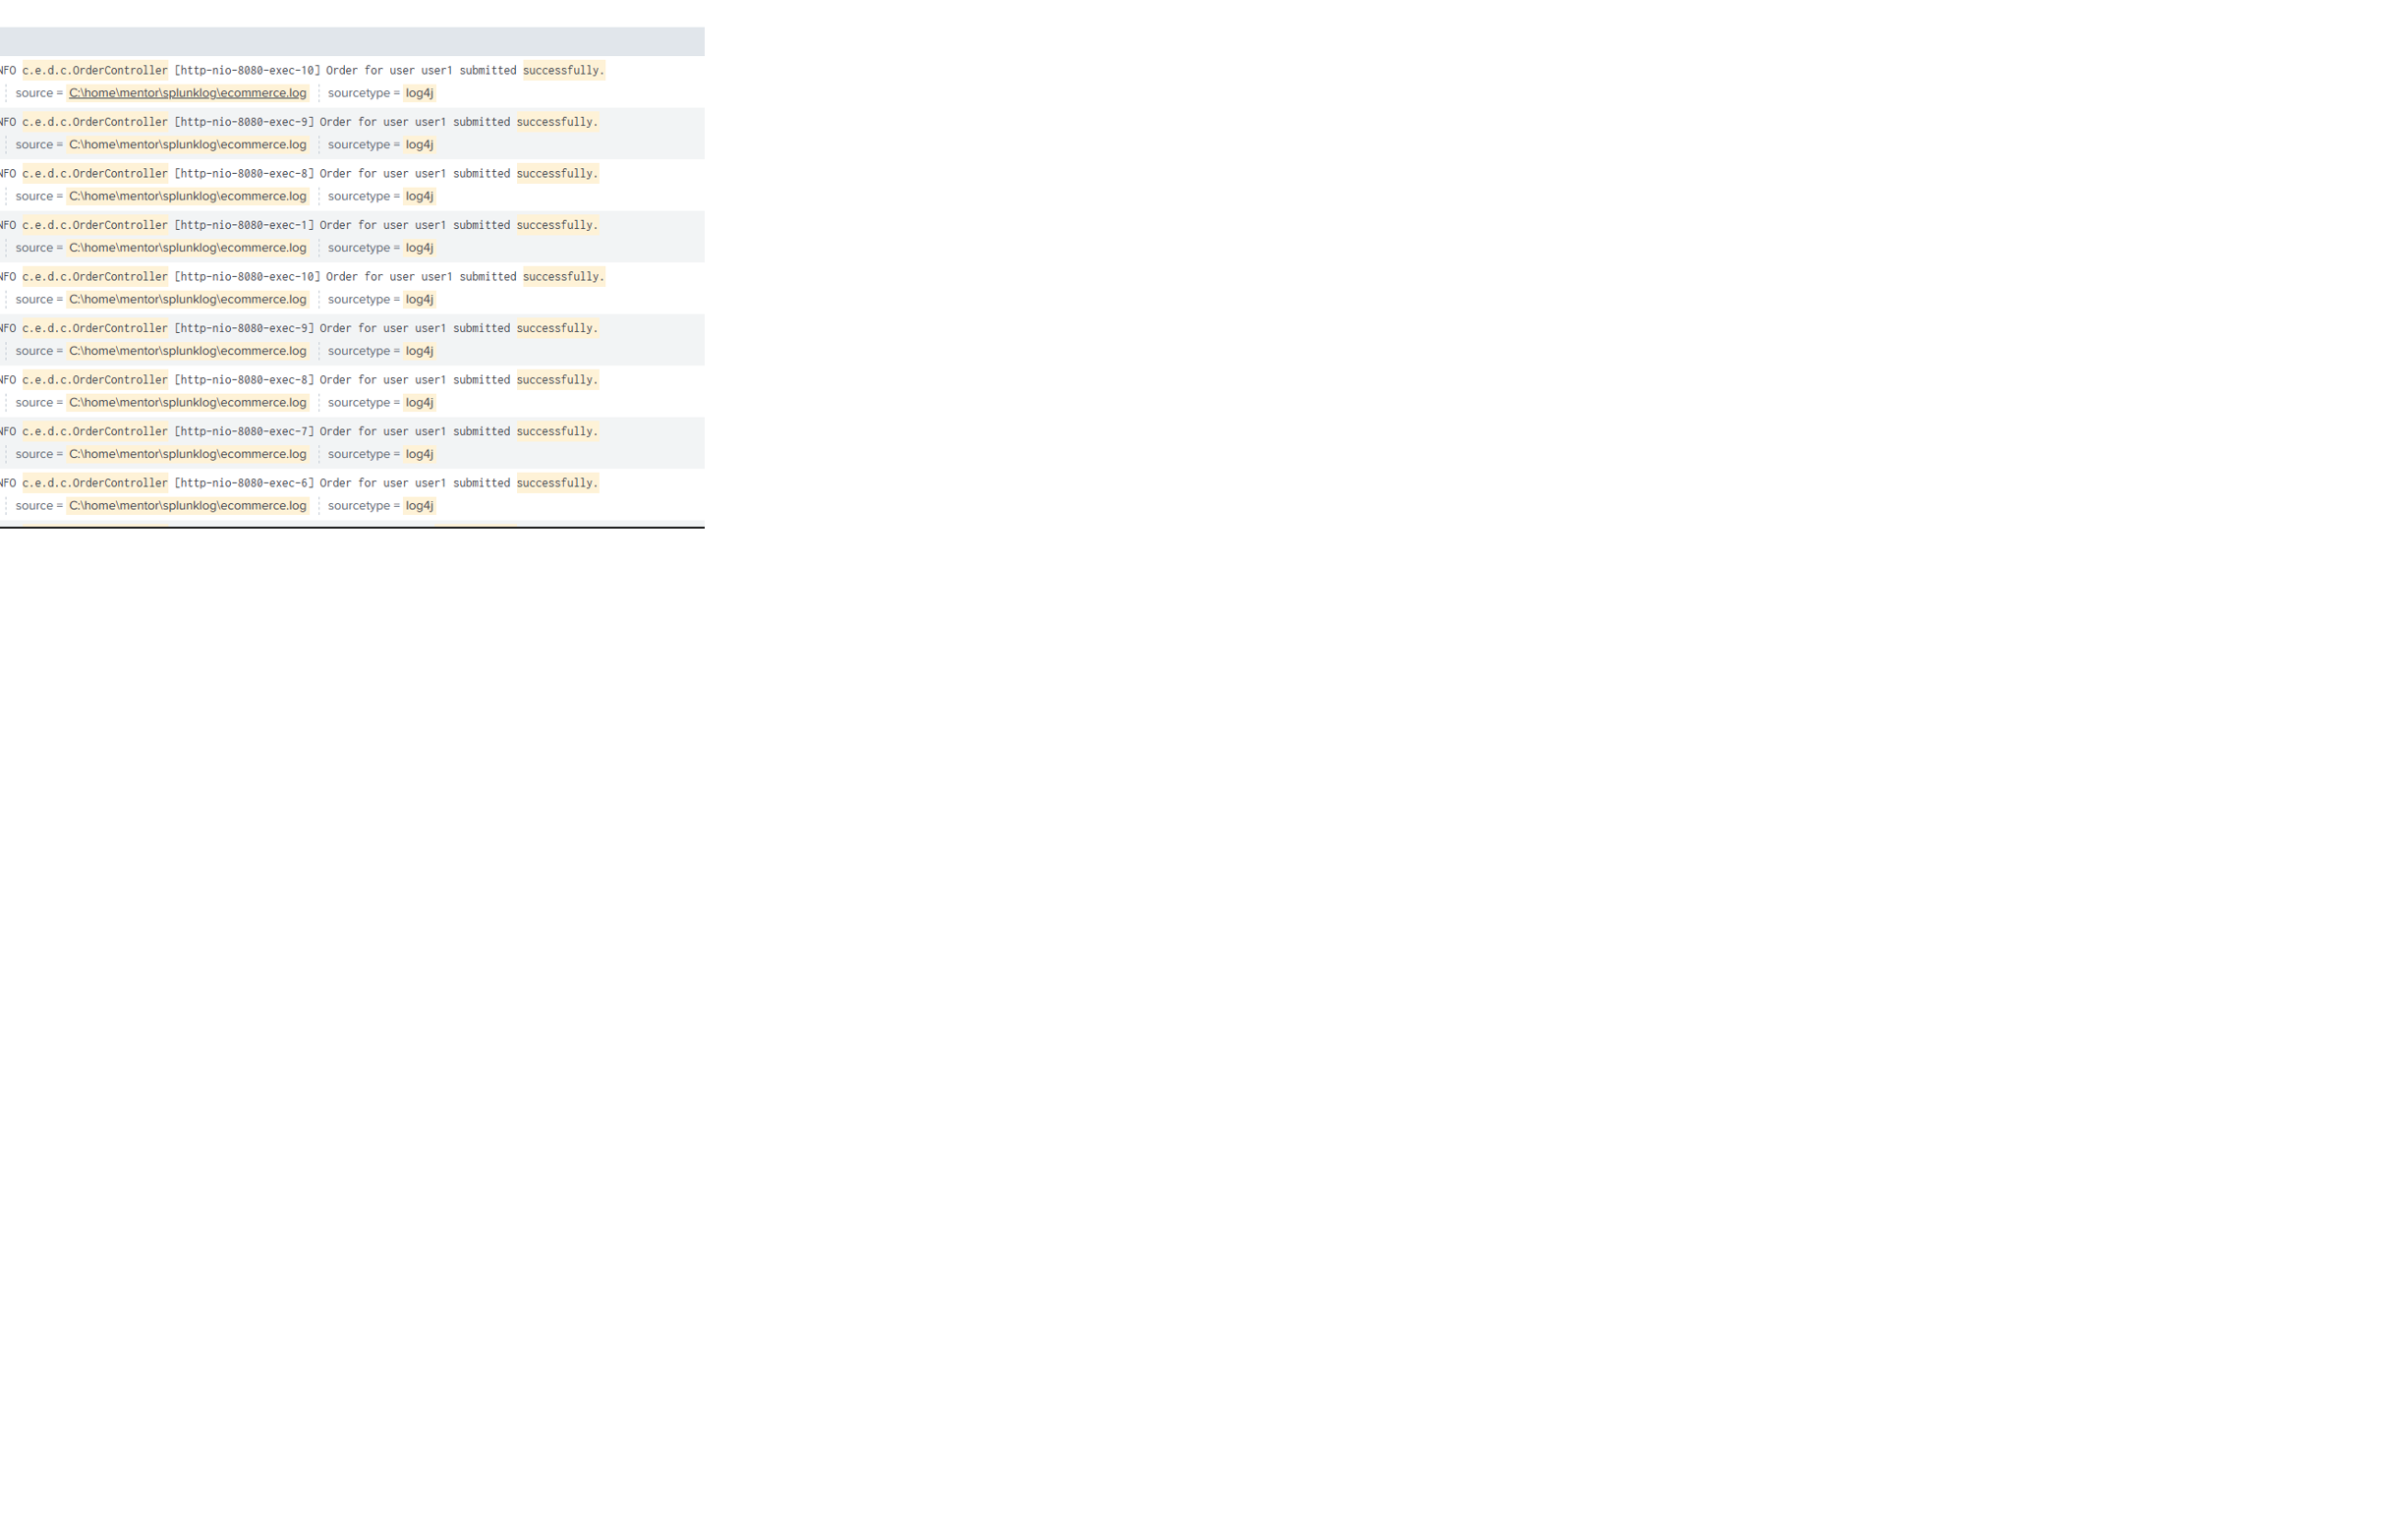 NFO c.e.d.c.OrderController [http-nio-8080-exec-10] Order for user user1 submitted successfully.
source = C:\home\mentor\splunklog\ecommerce.log sourcetype = log4j
NFO c.e.d.c.OrderController [http-nio-8080-exec-9] Order for user user1 submitted successfully.
source = C:\home\mentor\splunklog\ecommerce.log sourcetype = log4j
NFO c.e.d.c.OrderController [http-nio-8080-exec-8] Order for user user1 submitted successfully.
source = C:\home\mentor\splunklog\ecommerce.log sourcetype = log4j
NFO c.e.d.c.OrderController [http-nio-8080-exec-1] Order for user user1 submitted successfully.
source = C:\home\mentor\splunklog\ecommerce.log sourcetype = log4j
NFO c.e.d.c.OrderController [http-nio-8080-exec-10] Order for user user1 submitted successfully.
source = C:\home\mentor\splunklog\ecommerce.log sourcetype = log4j
NFO c.e.d.c.OrderController [http-nio-8080-exec-9] Order for user user1 submitted successfully.
source = C:\home\mentor\splunklog\ecommerce.log sourcetype = log4j
NFO c.e.d.c.OrderController [http-nio-8080-exec-8] Order for user user1 submitted successfully.
source = C:\home\mentor\splunklog\ecommerce.log sourcetype = log4j
NFO c.e.d.c.OrderController [http-nio-8080-exec-7] Order for user user1 submitted successfully.
source = C:\home\mentor\splunklog\ecommerce.log sourcetype = log4j
NFO c.e.d.c.OrderController [http-nio-8080-exec-6] Order for user user1 submitted successfully.
source = C:\home\mentor\splunklog\ecommerce.log sourcetype = log4j